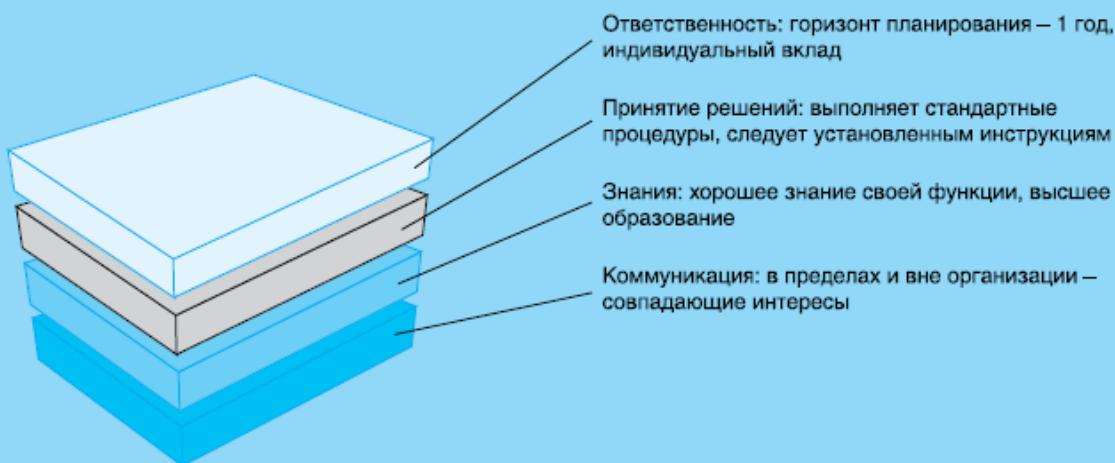 Ответственность: горизонт планирования – 1 год,
индивидуальный вклад
Принятие решений: выполняет стандартные
процедуры, следует установленным инструкциям
Знания: хорошее знание своей функции, высшее
образование
Коммуникация: в пределах и вне организации –
совпадающие интересы